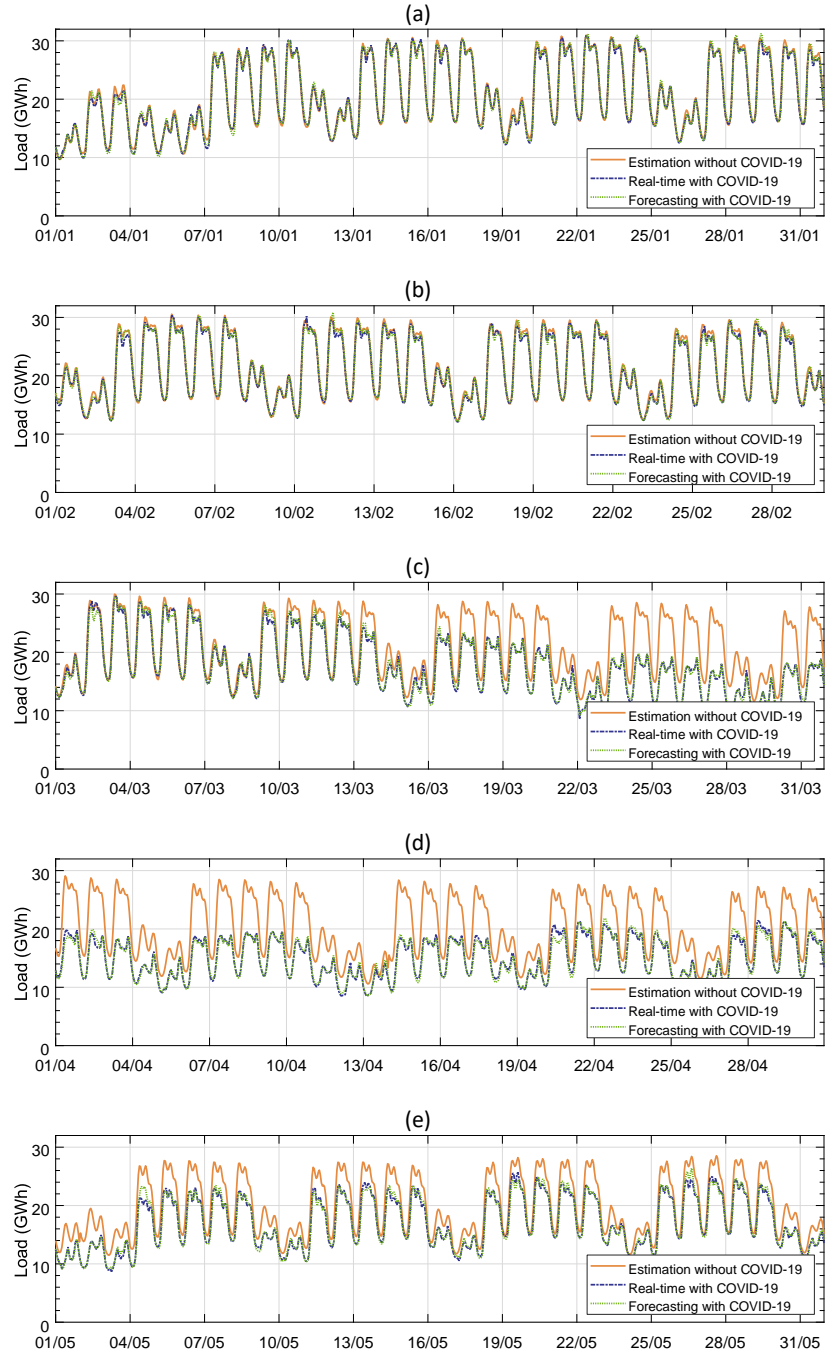 (a)
30
20
10
0
Load (GWh)
Estimation without COVID-19
Real-time with COVID-19
Forecasting with COVID-19
01/01 04/01 07/01 10/01 13/01 16/01 19/01 22/01 25/01 28/01 31/01
(b)
30
20
10
0
Load (GWh)
Estimation without COVID-19
Real-time with COVID-19
Forecasting with COVID-19
01/02 04/02 07/02 10/02 13/02 16/02 19/02 22/02 25/02 28/02
(c)
30
20
10
0
Load (GWh)
Estimation without COVID-19
Real-time with COVID-19
Forecasting with COVID-19
01/03 04/03 07/03 10/03 13/03 16/03 19/03 22/03 25/03 28/03 31/03
(d)
30
20
10
0
Load (GWh)
Estimation without COVID-19
Real-time with COVID-19
Forecasting with COVID-19
01/04 04/04 07/04 10/04 13/04 16/04 19/04 22/04 25/04 28/04
(e)
30
20
10
0
Load (GWh)
Estimation without COVID-19
Real-time with COVID-19
Forecasting with COVID-19
01/05 04/05 07/05 10/05 13/05 16/05 19/05 22/05 25/05 28/05 31/05